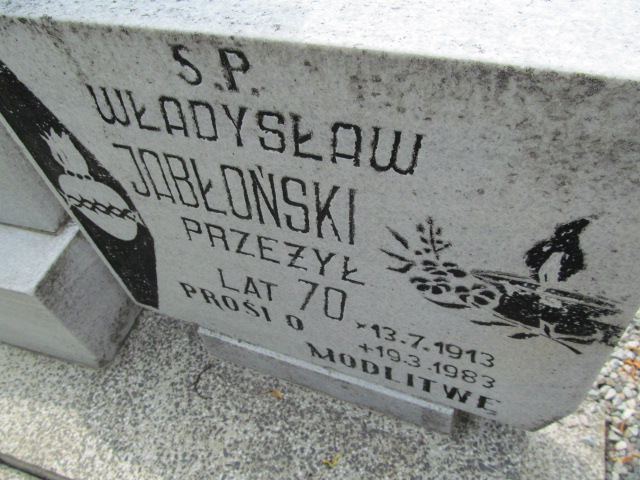 S.P.
WŁADYSŁAW
JABŁOŃSKI
PRZEŻYŁ
LAT 70
*13.7.1913
+19.3.1983
PROSI O
MODLITWĘ